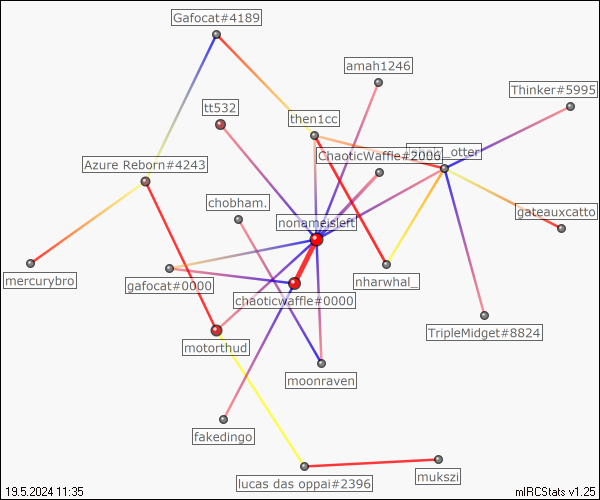 Gafocat#4189
amah1246
Thinker#5995
tt532
then1cc
ChaoticWaffle#2006
_otter
Azure Reborn#4243
chobham.
nonameisleft
gateauxcatto
mercurybro
gafocat#0000
nharwhal_
chaoticwaffle#0000
TripleMidget#8824
motorthud
moonraven
fakedingo
mukszi
lucas das oppai#2396
19.5.2024 11:35
mIRCStats v1.25